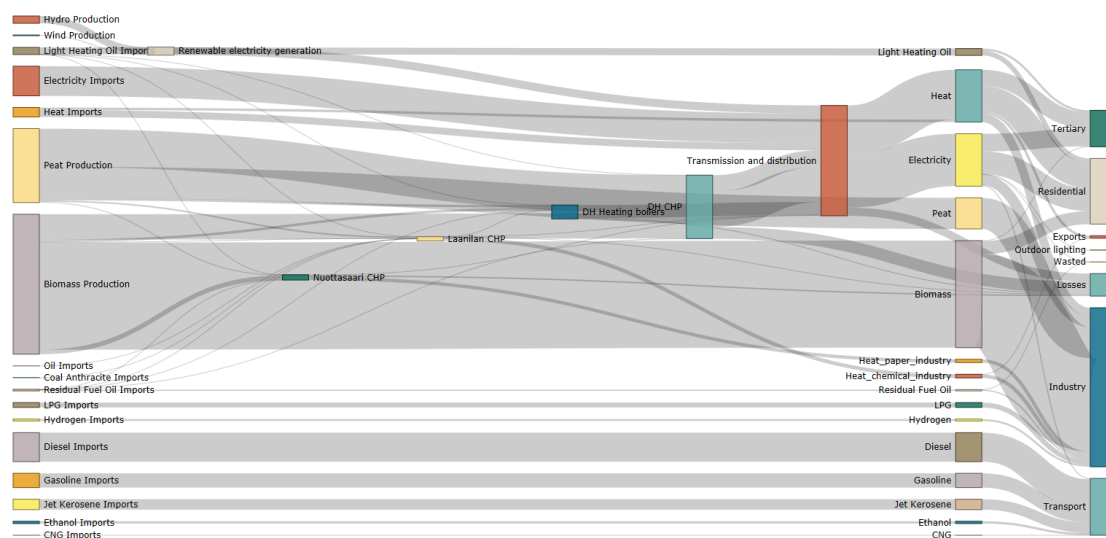 Hydro Production
Wind Production
Light Heating Oil Imports
Renewable electricity generation
Light Heating Oil
Electricity Imports
Heat
Heat Imports
Tertiary
Peat Production
Transmission and distribution
Electricity
Residential
DH CHP
DH Heating boilers
Peat
Laanilan CHP
Exports
Outdoor lighting
Wasted
Nuottasaari CHP
Biomass Production
Losses
Biomass
Oil Imports
Heat_paper_industry
Coal Anthracite Imports
Heat_chemical_industry
Industry
Residual Fuel Oil Imports
Residual Fuel Oil
LPG Imports
LPG
Hydrogen Imports
Hydrogen
Diesel Imports
Diesel
Gasoline Imports
Gasoline
Jet Kerosene Imports
Jet Kerosene
Transport
Ethanol Imports
Ethanol
CNG Imports
CNG